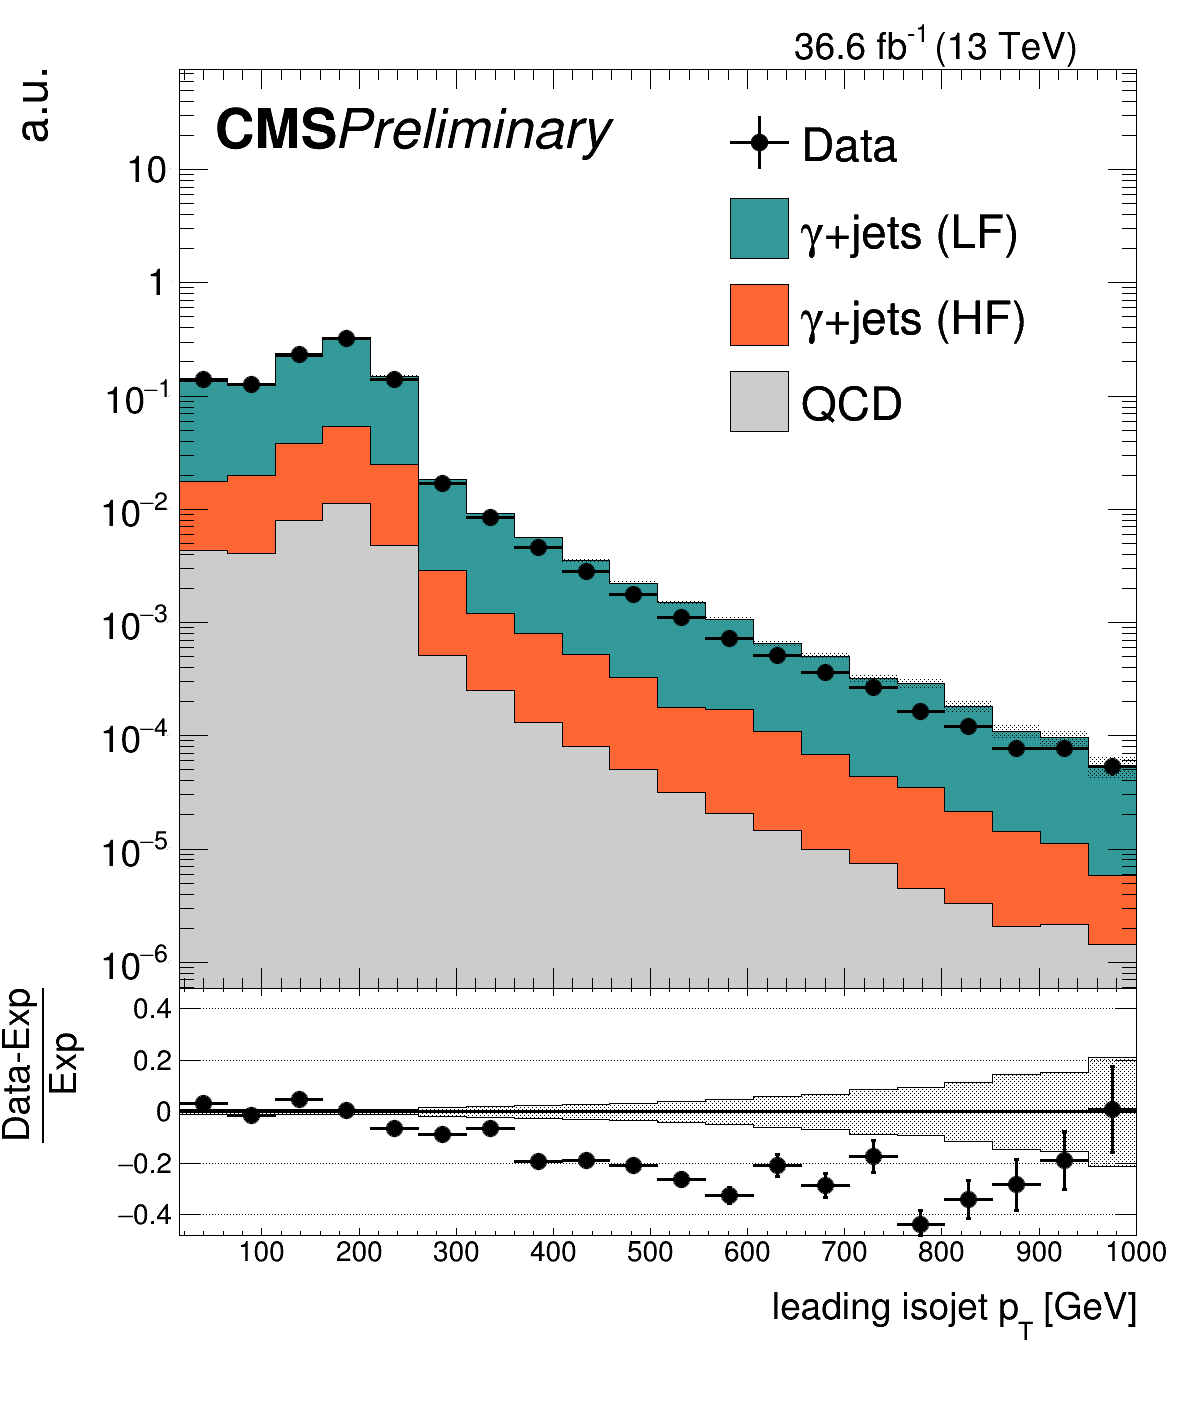 36.6 fb⁻¹ (13 TeV)
a.u.
CMS Preliminary
Data
γ+jets (LF)
γ+jets (HF)
QCD
10
1
10⁻¹
10⁻²
10⁻³
10⁻⁴
10⁻⁵
10⁻⁶
Data-Exp
Exp
0.4
0.2
0
−0.2
−0.4
100 200 300 400 500 600 700 800 900 1000
leading isojet p_T [GeV]